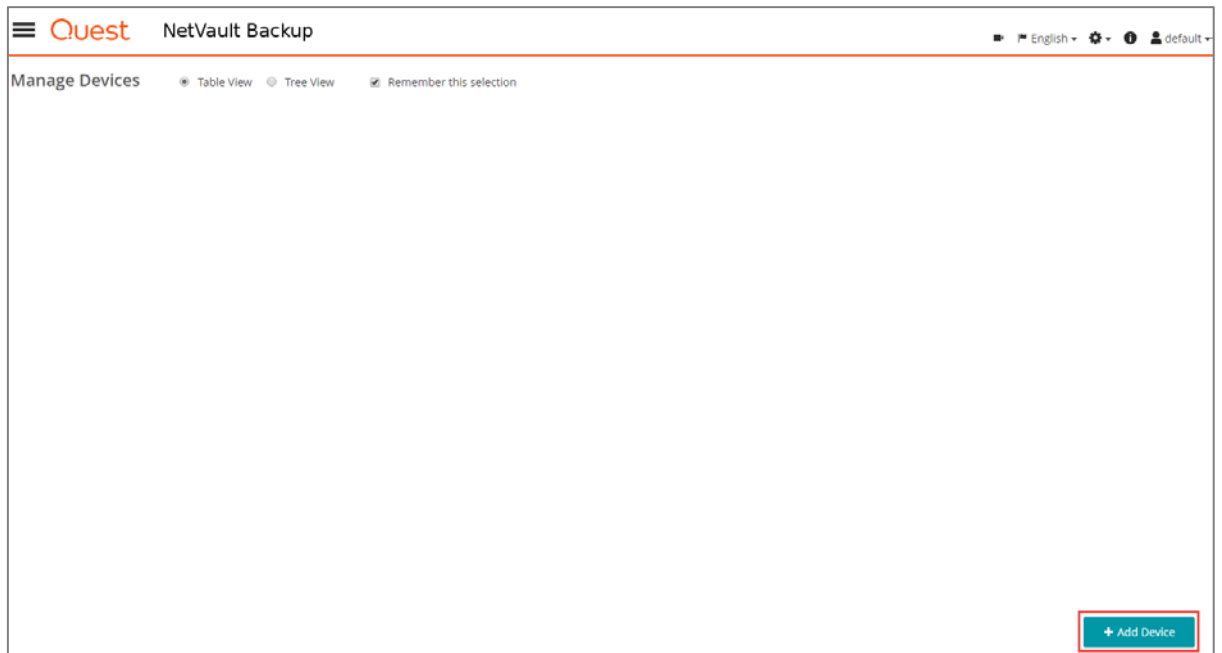 Quest NetVault Backup English default
Manage Devices Table View Tree View Remember this selection
+ Add Device